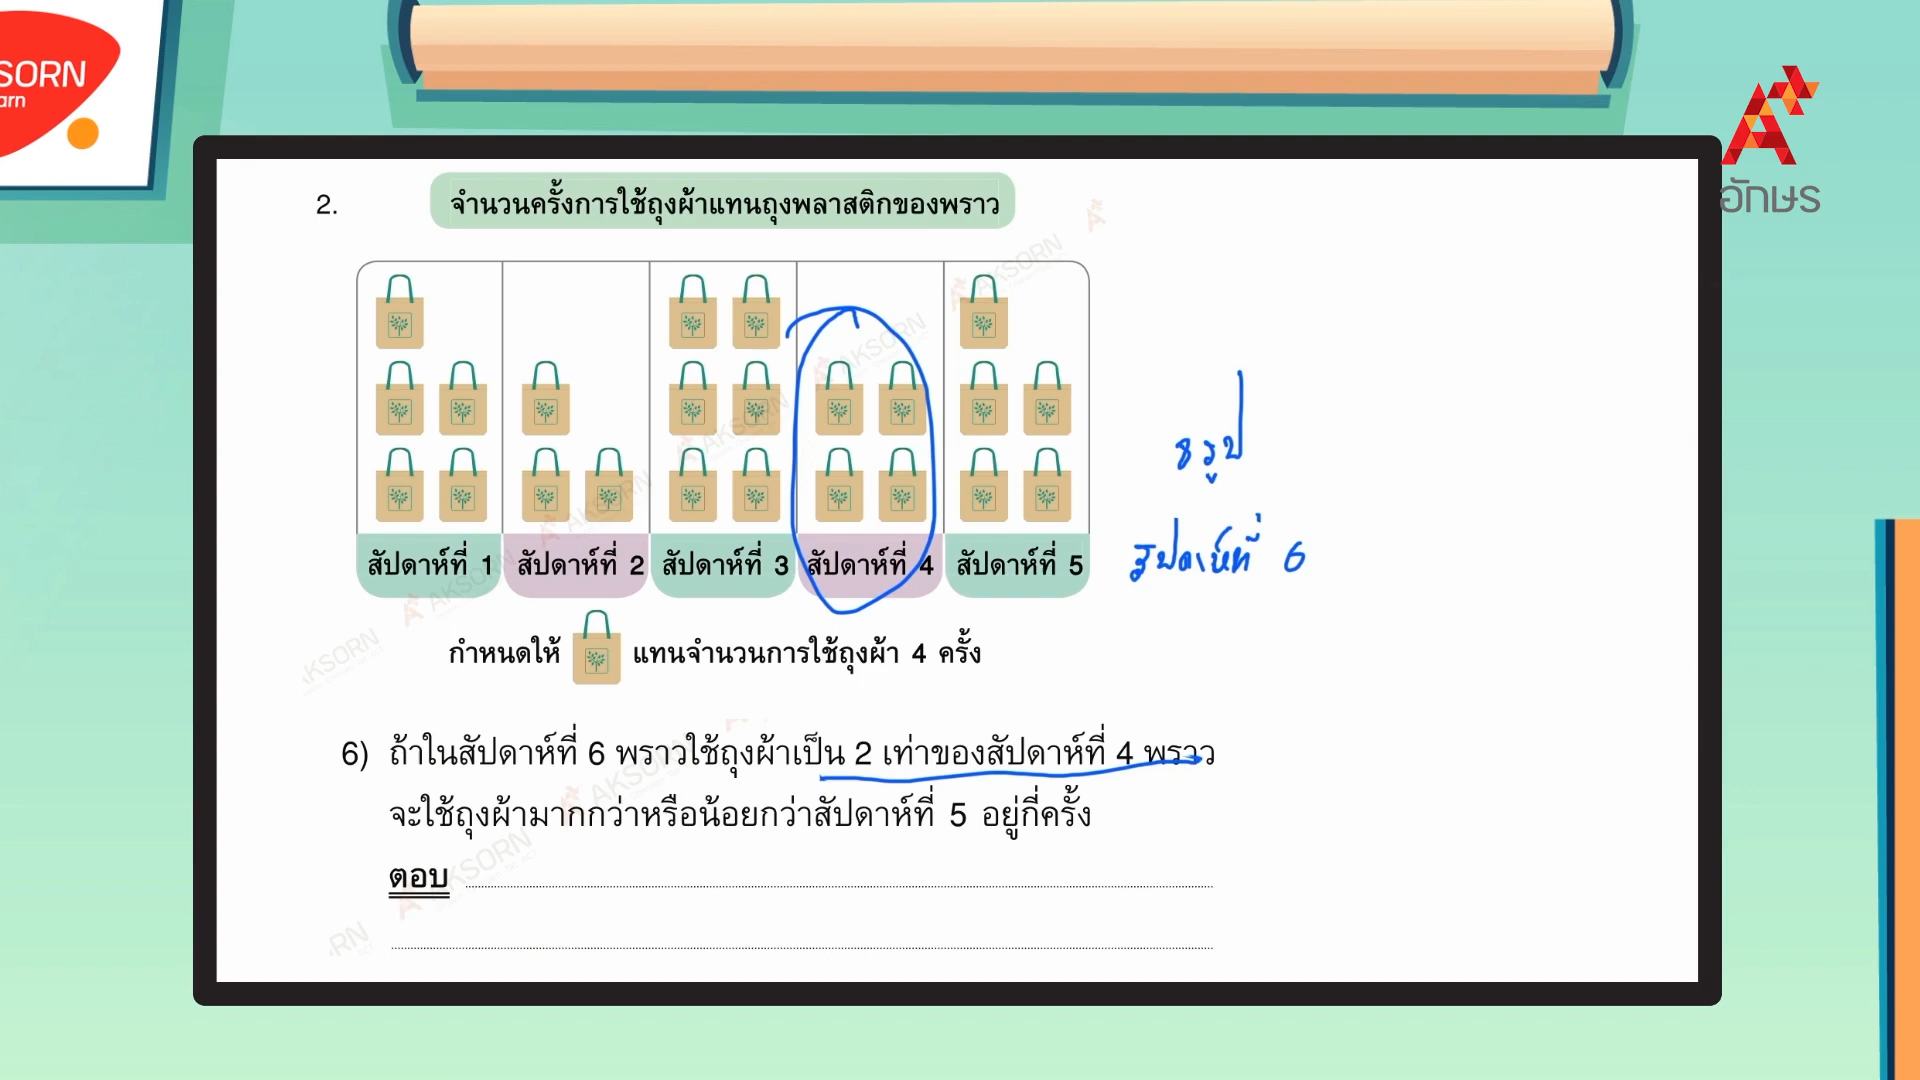 SORN
arn
อักษร
2. จำนวนครั้งการใช้ถุงผ้าแทนถุงพลาสติกของพราว
สัปดาห์ที่ 1 สัปดาห์ที่ 2 สัปดาห์ที่ 3 สัปดาห์ที่ 4 สัปดาห์ที่ 5
8 รูป
สัปดาห์ที่ 6
กำหนดให้ แทนจำนวนการใช้ถุงผ้า 4 ครั้ง
6) ถ้าในสัปดาห์ที่ 6 พราวใช้ถุงผ้าเป็น 2 เท่าของสัปดาห์ที่ 4 พราว
จะใช้ถุงผ้ามากกว่าหรือน้อยกว่าสัปดาห์ที่ 5 อยู่กี่ครั้ง
ตอบ